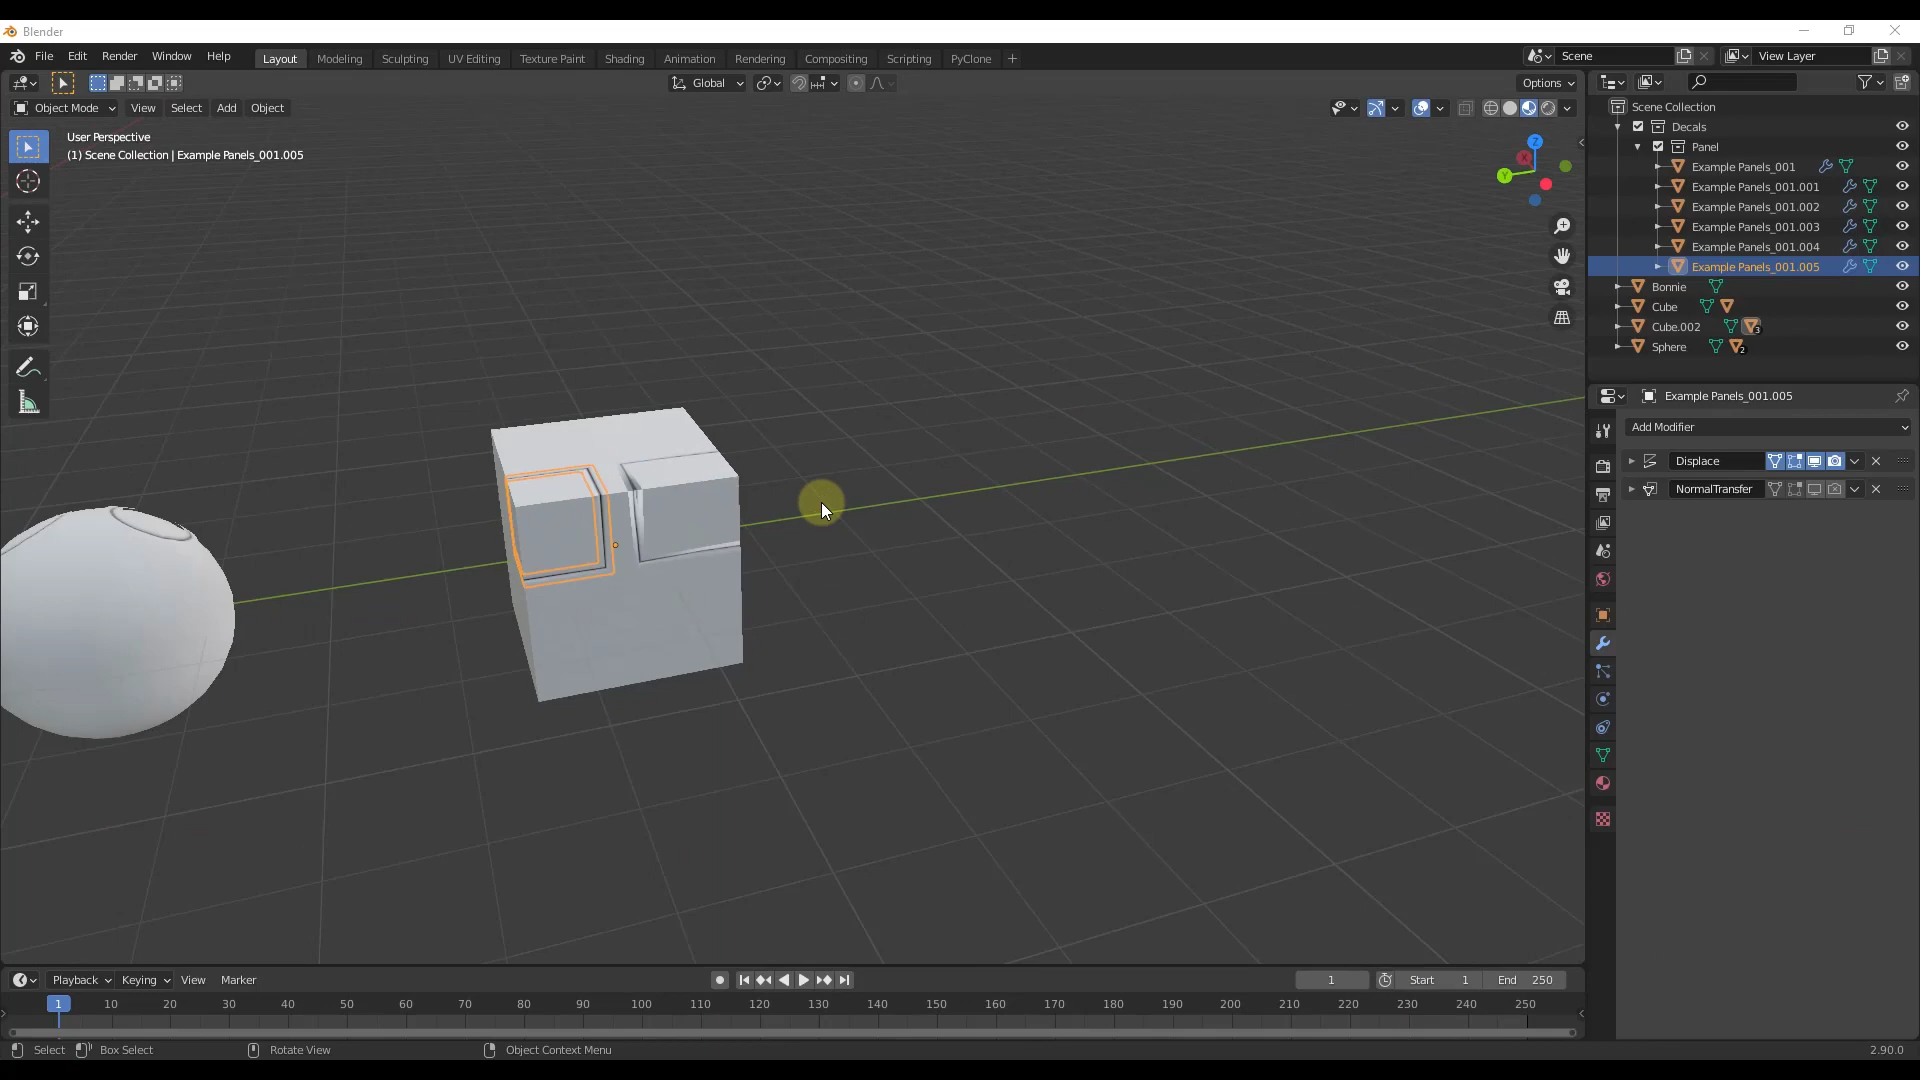 Blender
File Edit Render Window Help Layout Modeling Sculpting UV Editing Texture Paint Shading Animation Rendering Compositing Scripting PyClone + Scene View Layer
Global Options
Object Mode View Select Add Object
User Perspective
(1) Scene Collection | Example Panels_001.005
Z
X
Y
Scene Collection
Decals
Panel
Example Panels_001
Example Panels_001.001
Example Panels_001.002
Example Panels_001.003
Example Panels_001.004
Example Panels_001.005
Bonnie
Cube
Cube.002 3
Sphere 2
Example Panels_001.005
Add Modifier
Displace
NormalTransfer
Playback Keying View Marker 1 Start 1 End 250
1 10 20 30 40 50 60 70 80 90 100 110 120 130 140 150 160 170 180 190 200 210 220 230 240 250
Select Box Select Rotate View Object Context Menu 2.90.0